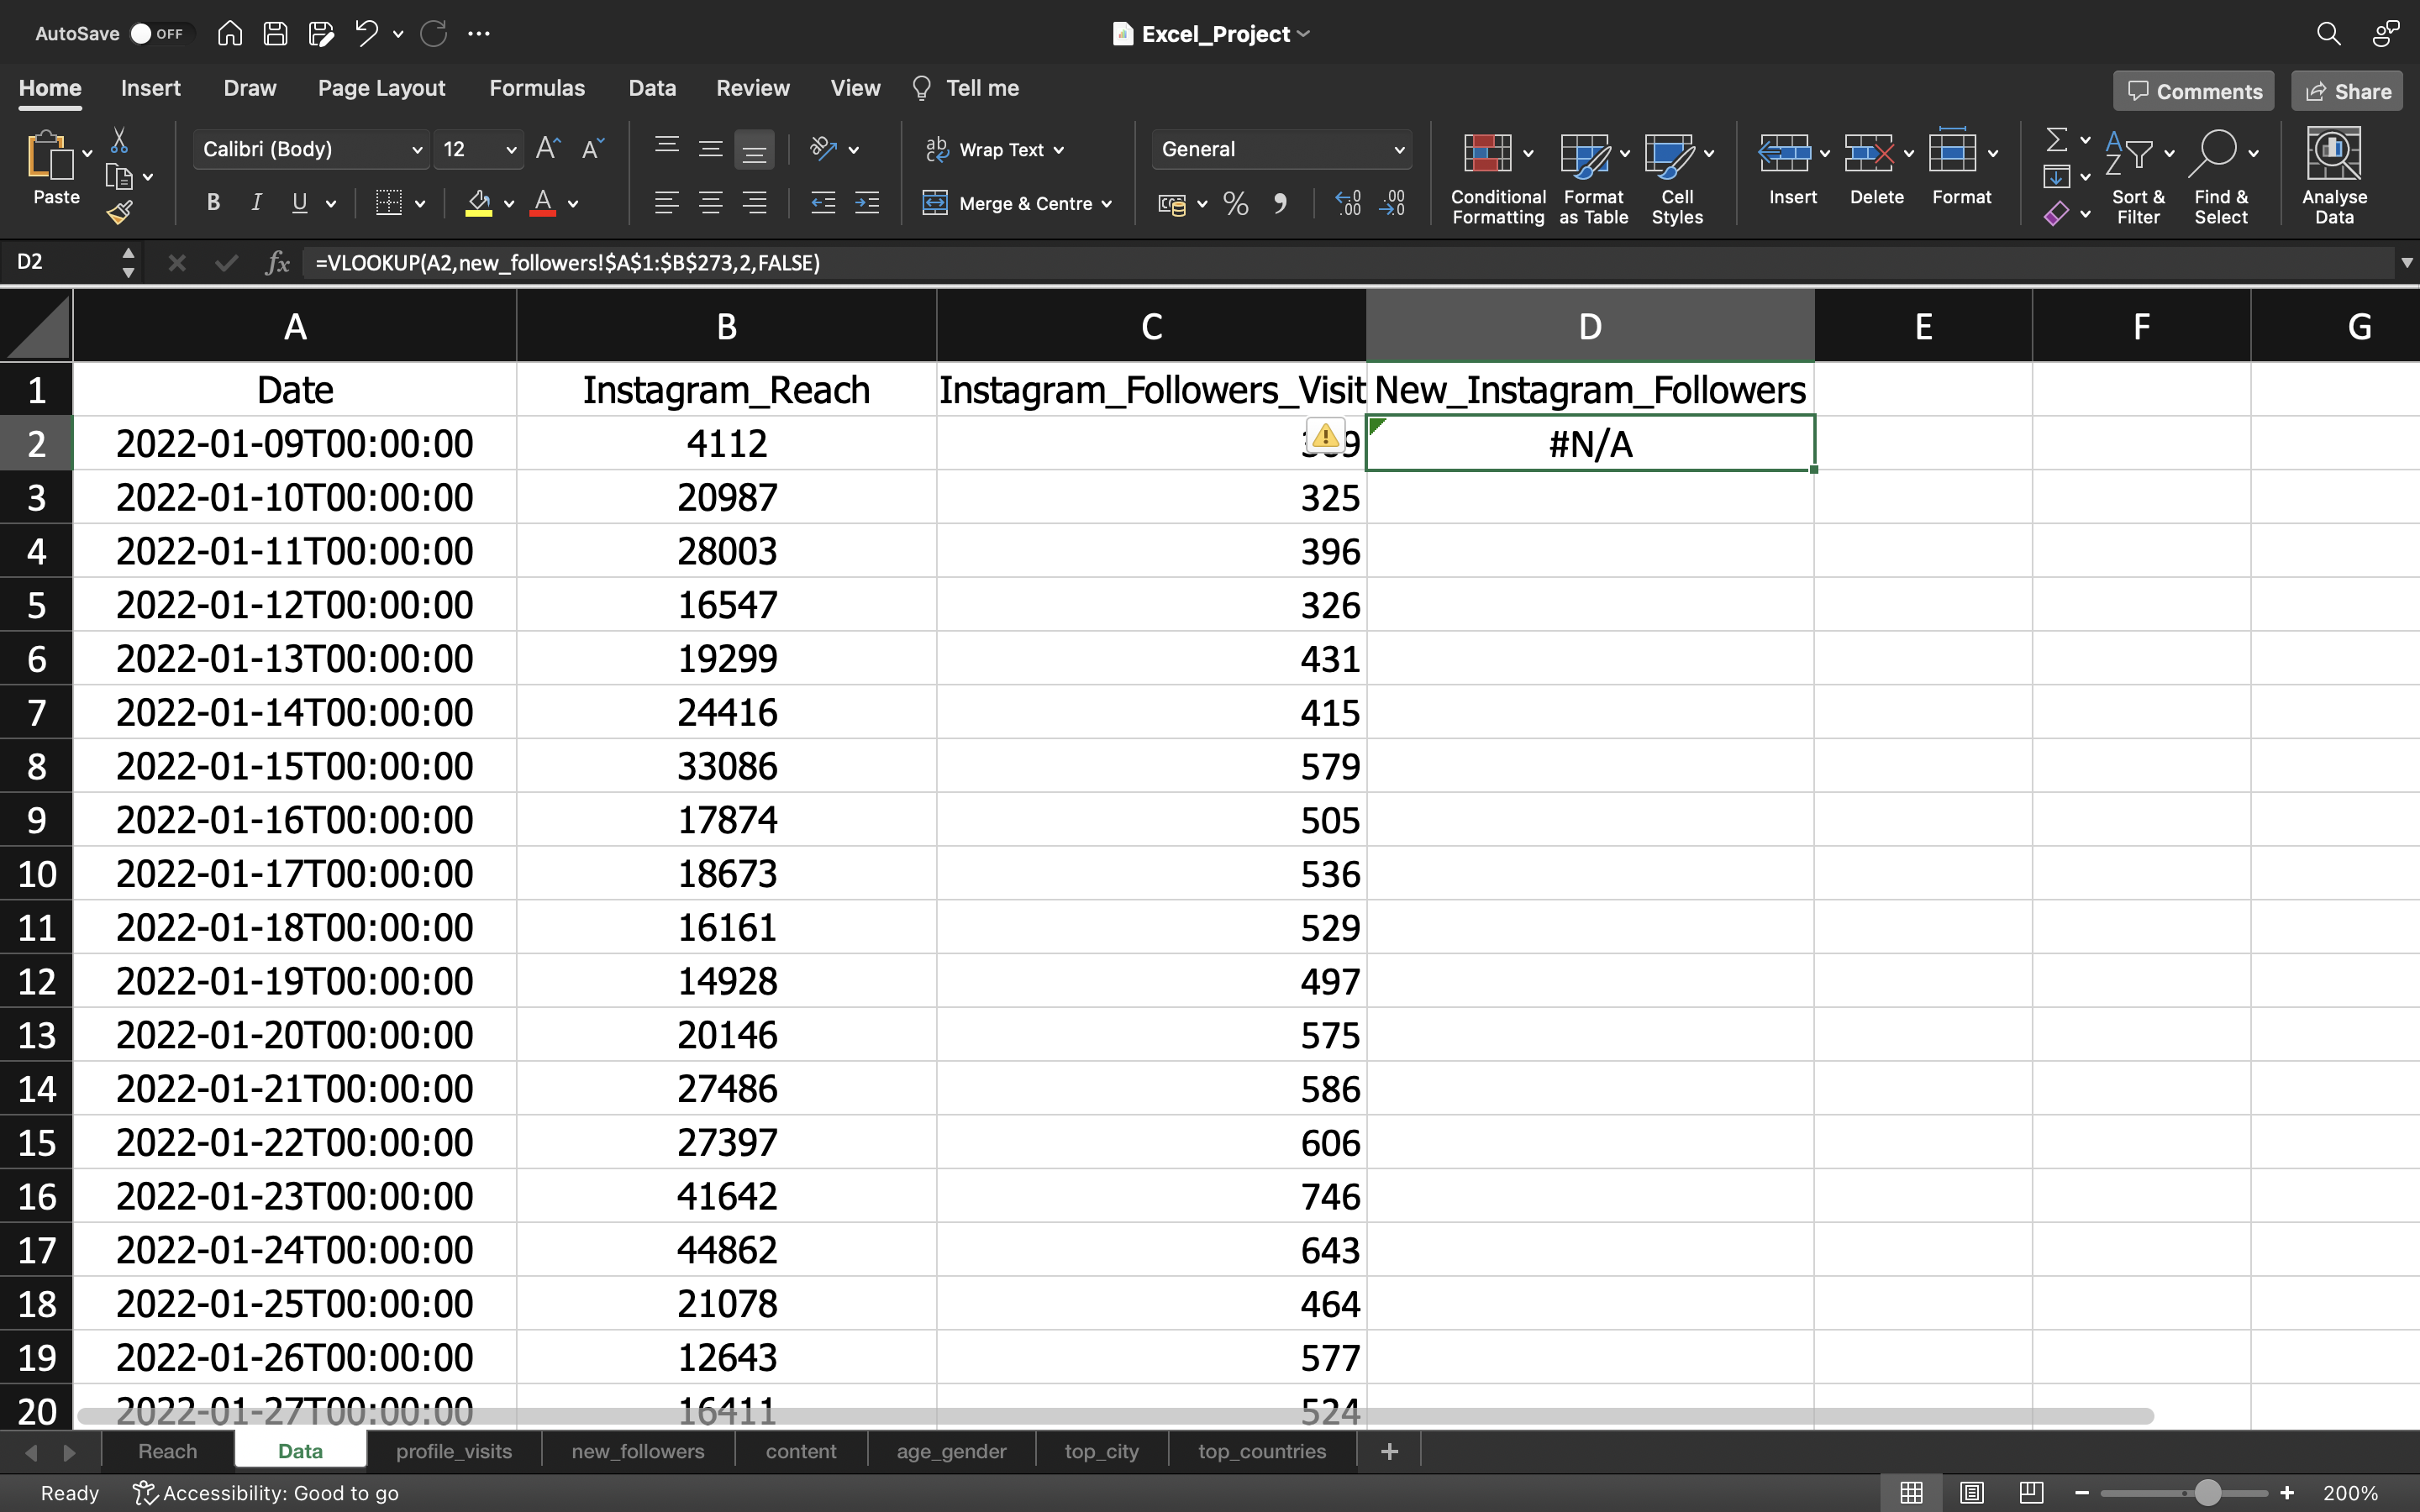 AutoSave OFF Excel_Project
Home Insert Draw Page Layout Formulas Data Review View Tell me Comments Share
Paste Calibri (Body) 12 Wrap Text General Conditional Formatting Format as Table Cell Styles Insert Delete Format Sort & Filter Find & Select Analyse Data
B I U Merge & Centre
D2 fx =VLOOKUP(A2,new_followers!$A$1:$B$273,2,FALSE)
A B C D E F G
1 Date Instagram_Reach Instagram_Followers_Visit New_Instagram_Followers
2 2022-01-09T00:00:00 4112 #N/A
3 2022-01-10T00:00:00 20987 325
4 2022-01-11T00:00:00 28003 396
5 2022-01-12T00:00:00 16547 326
6 2022-01-13T00:00:00 19299 431
7 2022-01-14T00:00:00 24416 415
8 2022-01-15T00:00:00 33086 579
9 2022-01-16T00:00:00 17874 505
10 2022-01-17T00:00:00 18673 536
11 2022-01-18T00:00:00 16161 529
12 2022-01-19T00:00:00 14928 497
13 2022-01-20T00:00:00 20146 575
14 2022-01-21T00:00:00 27486 586
15 2022-01-22T00:00:00 27397 606
16 2022-01-23T00:00:00 41642 746
17 2022-01-24T00:00:00 44862 643
18 2022-01-25T00:00:00 21078 464
19 2022-01-26T00:00:00 12643 577
20 2022-01-27T00:00:00 16411 524
Reach Data profile_visits new_followers content age_gender top_city top_countries
Ready Accessibility: Good to go 200%